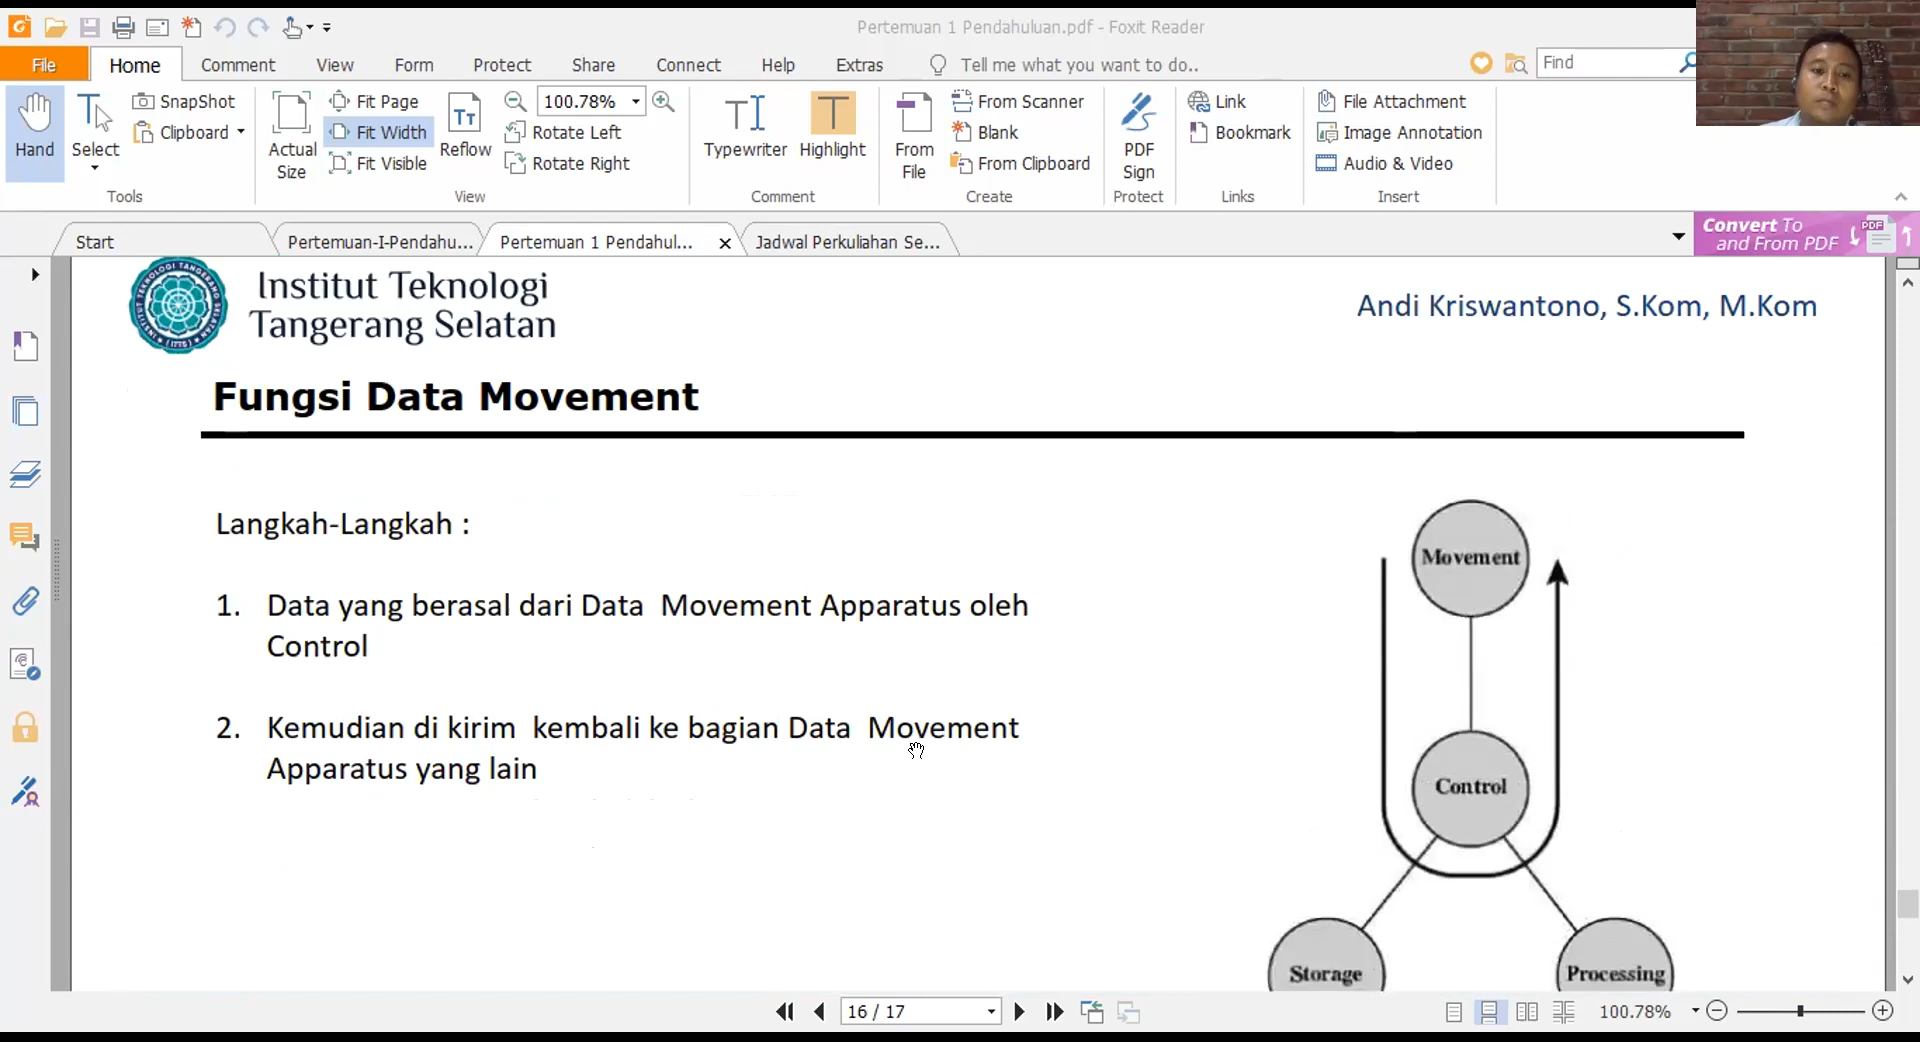 Pertemuan 1 Pendahuluan.pdf - Foxit Reader
File Home Comment View Form Protect Share Connect Help Extras Tell me what you want to do.. Find
Hand
Select
SnapShot
Clipboard
Tools
Actual
Size
Fit Page
Fit Width
Fit Visible
Reflow
100.78%
Rotate Left
Rotate Right
View
Typewriter
Highlight
Comment
From
File
From Scanner
Blank
From Clipboard
Create
PDF
Sign
Protect
Link
Bookmark
Links
File Attachment
Image Annotation
Audio & Video
Insert
Start
Pertemuan-I-Pendahu...
Pertemuan 1 Pendahul...
Jadwal Perkuliahan Se...
Convert To
and From PDF
PDF
Institut Teknologi
Tangerang Selatan
Andi Kriswantono, S.Kom, M.Kom
Fungsi Data Movement
Langkah-Langkah :
1. Data yang berasal dari Data Movement Apparatus oleh
Control
2. Kemudian di kirim kembali ke bagian Data Movement
Apparatus yang lain
Movement
Control
Storage
Processing
16 / 17
100.78%